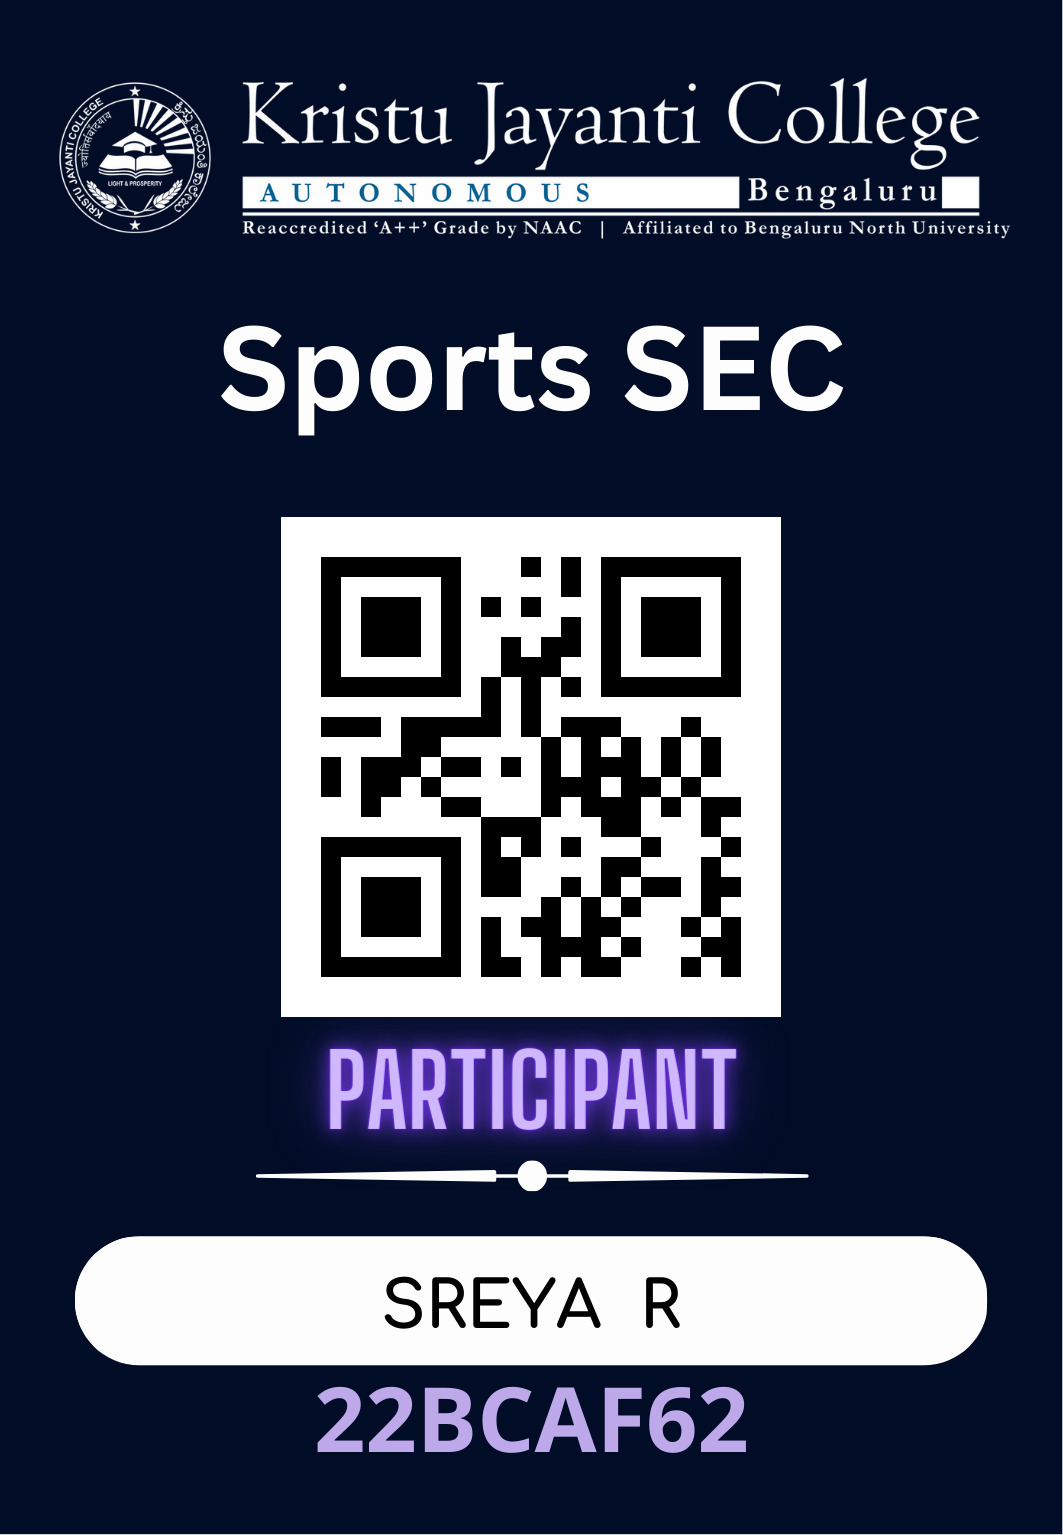 Kristu Jayanti College
AUTONOMOUS Bengaluru
Reaccredited ‘A++’ Grade by NAAC | Affiliated to Bengaluru North University
KRISTU JAYANTI COLLEGE
LIGHT & PROSPERITY
Sports SEC
PARTICIPANT
SREYA R
22BCAF62